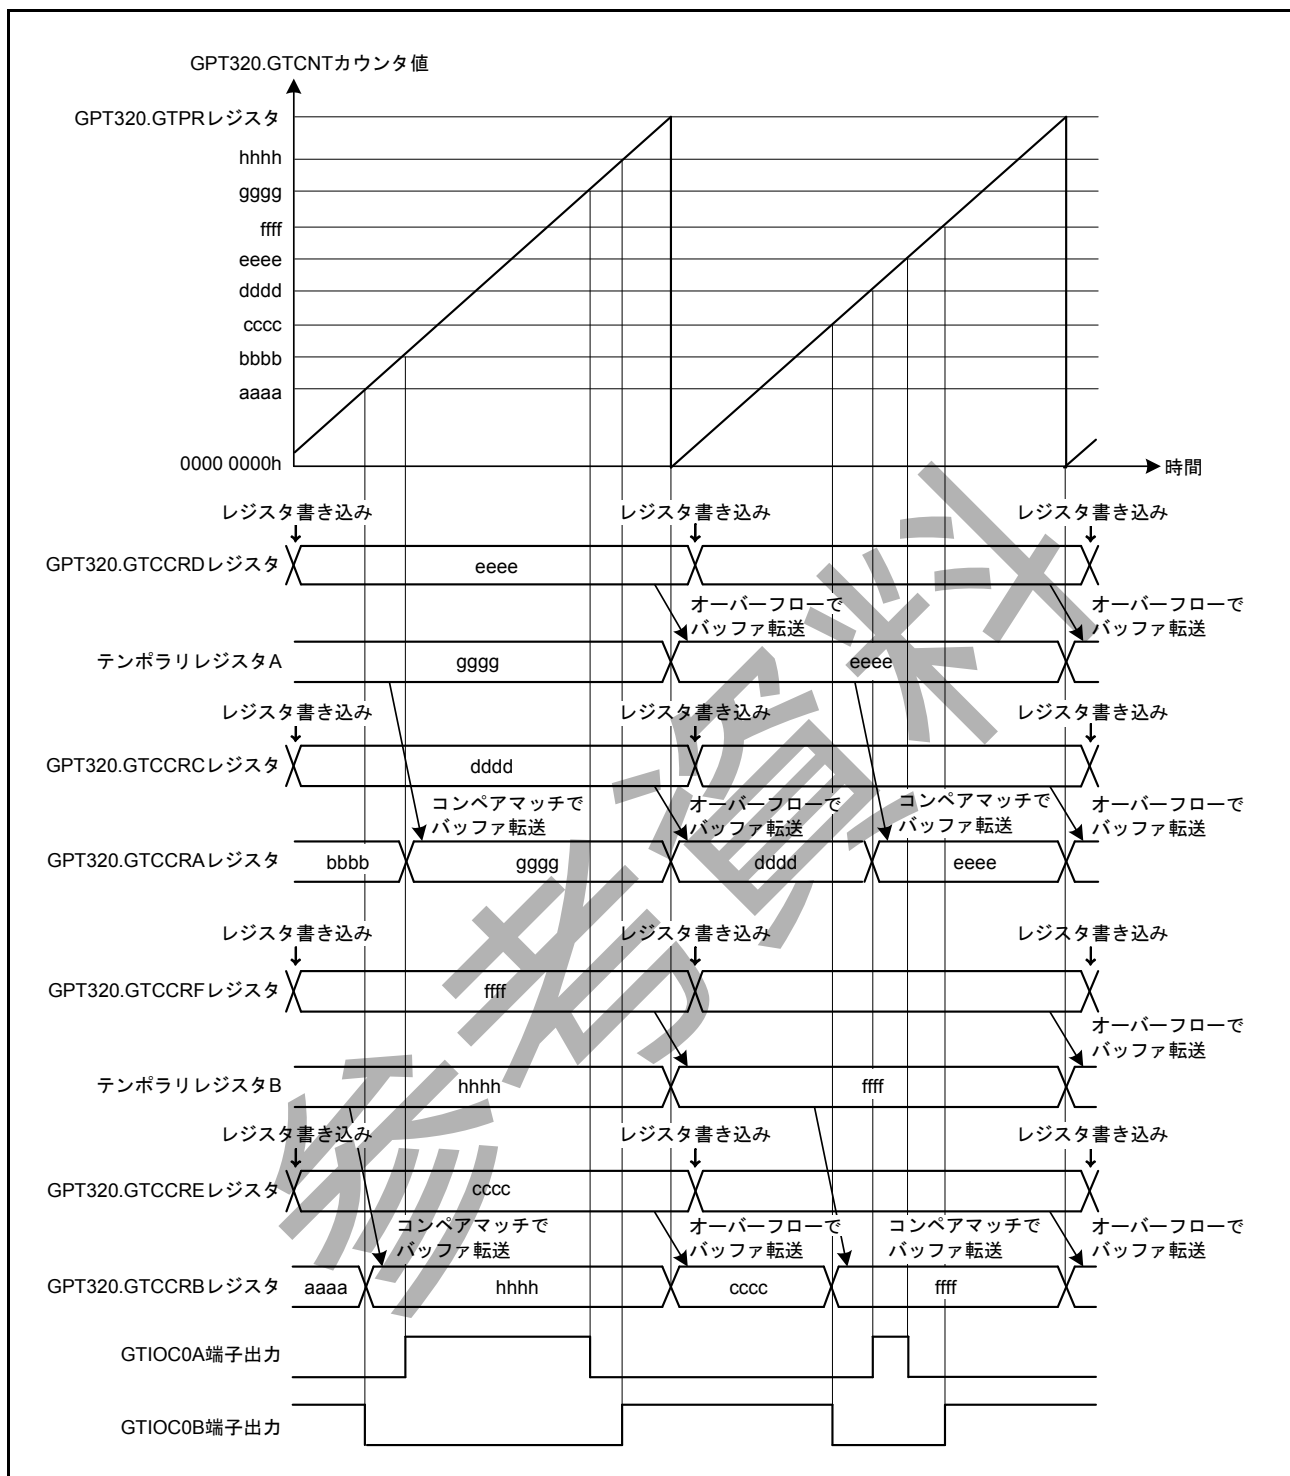 GPT320.GTCNTカウンタ値
GPT320.GTPRレジスタ
hhhh
gggg
ffff
eeee
dddd
cccc
bbbb
aaaa
0000 0000h
時間
レジスタ書き込み レジスタ書き込み レジスタ書き込み
GPT320.GTCCRDレジスタ eeee
オーバーフローで オーバーフローで
バッファ転送 バッファ転送
テンポラリレジスタA gggg eeee
レジスタ書き込み レジスタ書き込み レジスタ書き込み
GPT320.GTCCRCレジスタ dddd
コンペアマッチで オーバーフローで コンペアマッチで オーバーフローで
バッファ転送 バッファ転送 バッファ転送 バッファ転送
GPT320.GTCCRAレジスタ bbbb gggg dddd eeee
レジスタ書き込み レジスタ書き込み レジスタ書き込み
GPT320.GTCCRFレジスタ ffff
オーバーフローで
バッファ転送
テンポラリレジスタB hhhh ffff
レジスタ書き込み レジスタ書き込み レジスタ書き込み
GPT320.GTCCREレジスタ cccc
コンペアマッチで オーバーフローで コンペアマッチで オーバーフローで
バッファ転送 バッファ転送 バッファ転送 バッファ転送
GPT320.GTCCRBレジスタ aaaa hhhh cccc ffff
GTIOC0A端子出力
GTIOC0B端子出力
参考資料